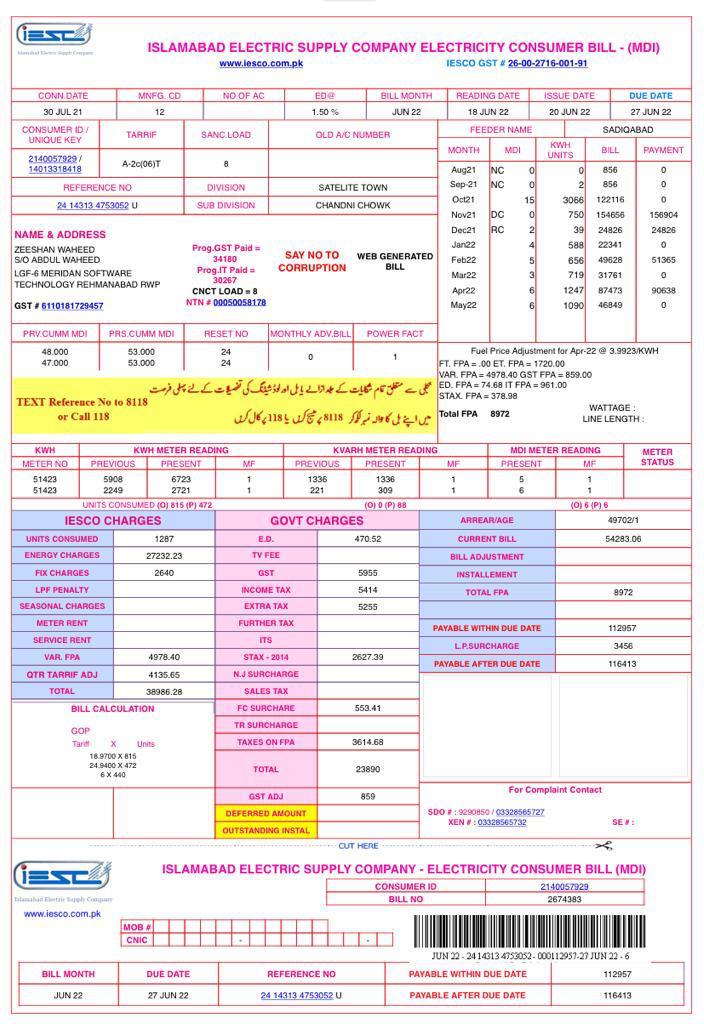 iesco
Islamabad Electric Supply Company
ISLAMABAD ELECTRIC SUPPLY COMPANY ELECTRICITY CONSUMER BILL - (MDI)
www.iesco.com.pk IESCO GST # 26-00-2716-001-91
CONN.DATE MNFG. CD NO OF AC ED@ BILL MONTH READING DATE ISSUE DATE DUE DATE
30 JUL 21 12 1.50 % JUN 22 18 JUN 22 20 JUN 22 27 JUN 22
CONSUMER ID / UNIQUE KEY TARRIF SANC.LOAD OLD A/C NUMBER
2140057929 / 14013318418 A-2c(06)T 8
REFERENCE NO DIVISION SATELITE TOWN
24 14313 4753052 U SUB DIVISION CHANDNI CHOWK
FEEDER NAME SADIQABAD
MONTH MDI KWH UNITS BILL PAYMENT
Aug21 NC 0 0 856 0
Sep-21 NC 0 2 856 0
Oct21 15 3066 122116 0
Nov21 DC 0 750 154656 156904
Dec21 RC 2 39 24826 24826
Jan22 4 588 22341 0
Feb22 5 656 49628 51365
Mar22 3 719 31761 0
Apr22 6 1247 87473 90638
May22 6 1090 46849 0
NAME & ADDRESS
ZEESHAN WAHEED
S/O ABDUL WAHEED
LGF-6 MERIDAN SOFTWARE
TECHNOLOGY REHMANABAD RWP
GST # 6110181729457
Prog.GST Paid =
34180
Prog.IT Paid =
30267
CNCT LOAD = 8
NTN # 00050058178
SAY NO TO
CORRUPTION
WEB GENERATED
BILL
PRV.CUMM MDI PRS.CUMM MDI RESET NO MONTHLY ADV.BILL POWER FACT
48.000 53.000 24 0 1
47.000 53.000 24
Fuel Price Adjustment for Apr-22 @ 3.9923/KWH
FT. FPA = .00 ET. FPA = 1720.00
VAR. FPA = 4978.40 GST FPA = 859.00
ED. FPA = 74.68 IT FPA = 961.00
STAX. FPA = 378.98
Total FPA 8972
WATTAGE :
LINE LENGTH :
بجلی سے متعلق تمام شکایات کے جلد ازالے یا بل اور لوڈ شیڈنگ کی تفصیلات کے لئے پہلی فرصت
TEXT Reference No to 8118
or Call 118
میں اپنے بل کا حوالہ نمبر لکھ کر 8118 پر میسج کریں یا 118 پر کال کریں
KWH KWH METER READING KVARH METER READING MDI METER READING METER STATUS
METER NO PREVIOUS PRESENT MF PREVIOUS PRESENT MF PRESENT MF
51423 5908 6723 1 1336 1336 1 5 1
51423 2249 2721 1 221 309 1 6 1
UNITS CONSUMED (O) 815 (P) 472 (O) 0 (P) 88 (O) 6 (P) 6
IESCO CHARGES
UNITS CONSUMED 1287
ENERGY CHARGES 27232.23
FIX CHARGES 2640
LPF PENALTY
SEASONAL CHARGES
METER RENT
SERVICE RENT
VAR. FPA 4978.40
QTR TARRIF ADJ 4135.65
TOTAL 38986.28
BILL CALCULATION
GOP
Tariff X Units
18.9700 X 815
24.9400 X 472
6 X 440
GOVT CHARGES
E.D. 470.52
TV FEE
GST 5955
INCOME TAX 5414
EXTRA TAX 5255
FURTHER TAX
ITS
STAX - 2014 2627.39
N.J SURCHARGE
SALES TAX
FC SURCHARE 553.41
TR SURCHARGE
TAXES ON FPA 3614.68
TOTAL 23890
GST ADJ 859
DEFERRED AMOUNT
OUTSTANDING INSTAL
ARREAR/AGE 49702/1
CURRENT BILL 54283.06
BILL ADJUSTMENT
INSTALLEMENT
TOTAL FPA 8972
PAYABLE WITHIN DUE DATE 112957
L.P.SURCHARGE 3456
PAYABLE AFTER DUE DATE 116413
For Complaint Contact
SDO # : 9290850 / 03328565727
XEN # : 03328565732 SE # :
CUT HERE
iesco
Islamabad Electric Supply Company
www.iesco.com.pk
ISLAMABAD ELECTRIC SUPPLY COMPANY - ELECTRICITY CONSUMER BILL (MDI)
CONSUMER ID 2140057929
BILL NO 2674383
MOB #
CNIC - -
JUN 22 - 24 14313 4753052 - 000112957-27 JUN 22 - 6
BILL MONTH DUE DATE REFERENCE NO PAYABLE WITHIN DUE DATE 112957
JUN 22 27 JUN 22 24 14313 4753052 U PAYABLE AFTER DUE DATE 116413